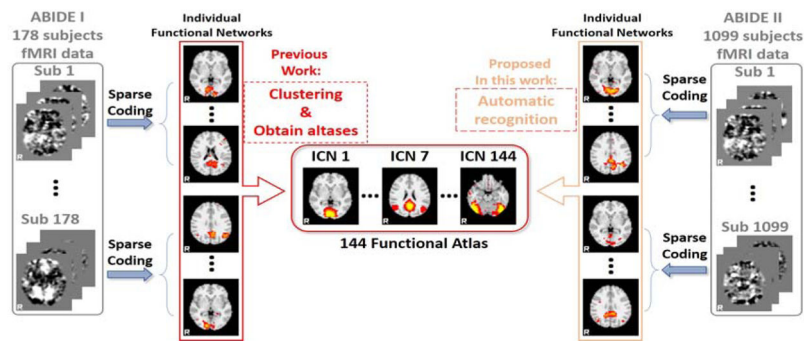 ABIDE I
178 subjects
fMRI data
Sub 1
Sparse
Coding
Sub 178
Sparse
Coding
Individual
Functional Networks
R
R
R
R
Previous
Work:
Clustering
&
Obtain altases
ICN 1 ICN 7 ICN 144
R R R
144 Functional Atlas
Proposed
In this work:
Automatic
recognition
Individual
Functional Networks
R
R
R
R
Sparse
Coding
Sparse
Coding
ABIDE II
1099 subjects
fMRI data
Sub 1
R
Sub 1099
R
R
R